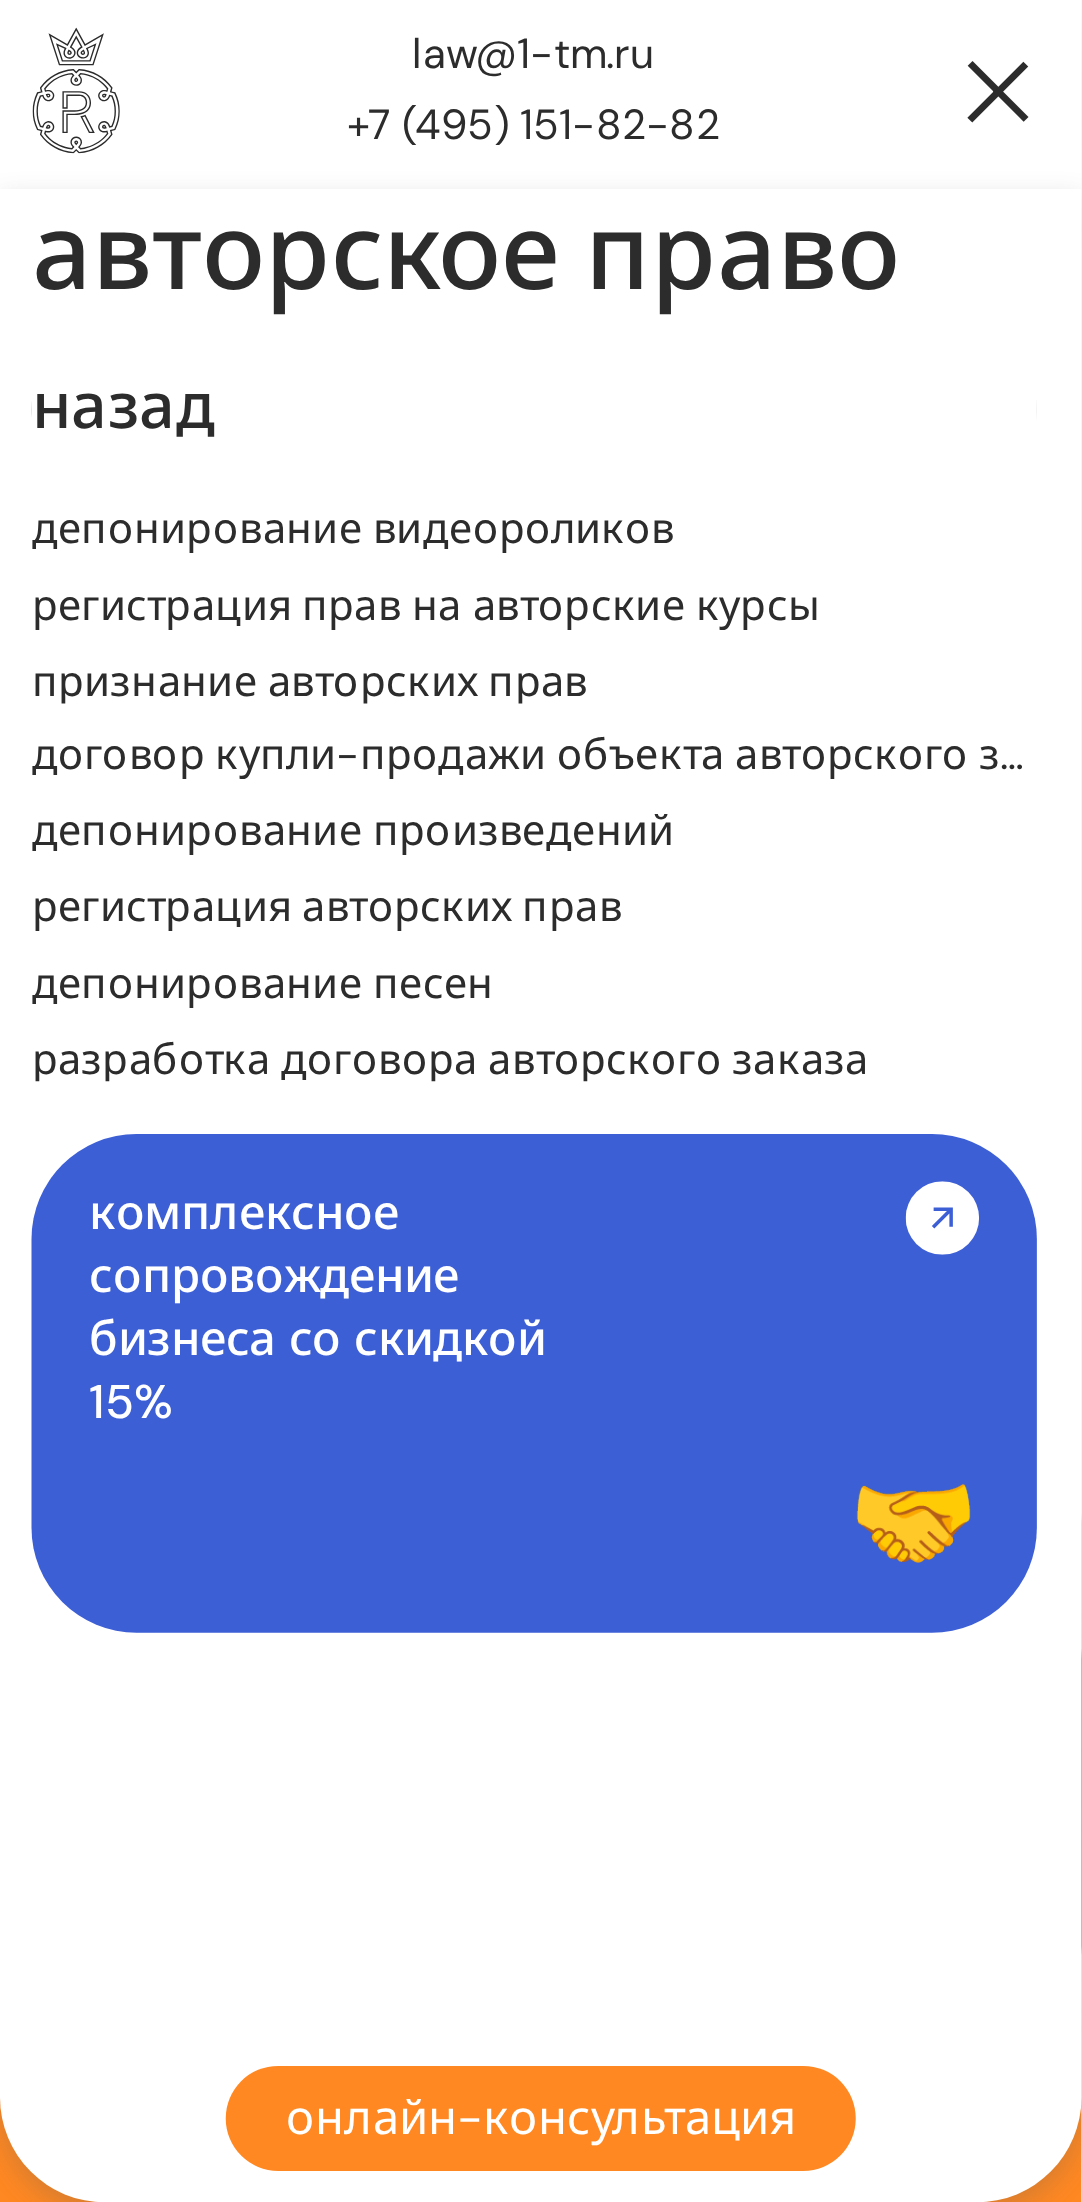 R
law@1-tm.ru
+7 (495) 151-82-82
авторское право
назад
депонирование видеороликов
регистрация прав на авторские курсы
признание авторских прав
договор купли-продажи объекта авторского з...
депонирование произведений
регистрация авторских прав
депонирование песен
разработка договора авторского заказа
комплексное
сопровождение
бизнеса со скидкой
15%
онлайн-консультация